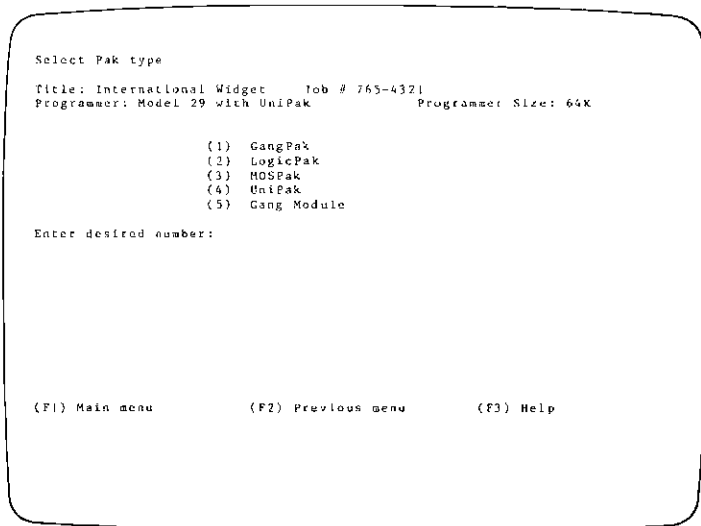 Select Pak type
Title: International Widget Job # 765-4321
Programmer: Model 29 with UniPak Programmer Size: 64K
(1) GangPak
(2) LogicPak
(3) MOSPak
(4) UniPak
(5) Gang Module
Enter desired number:
(F1) Main menu (F2) Previous menu (F3) Help